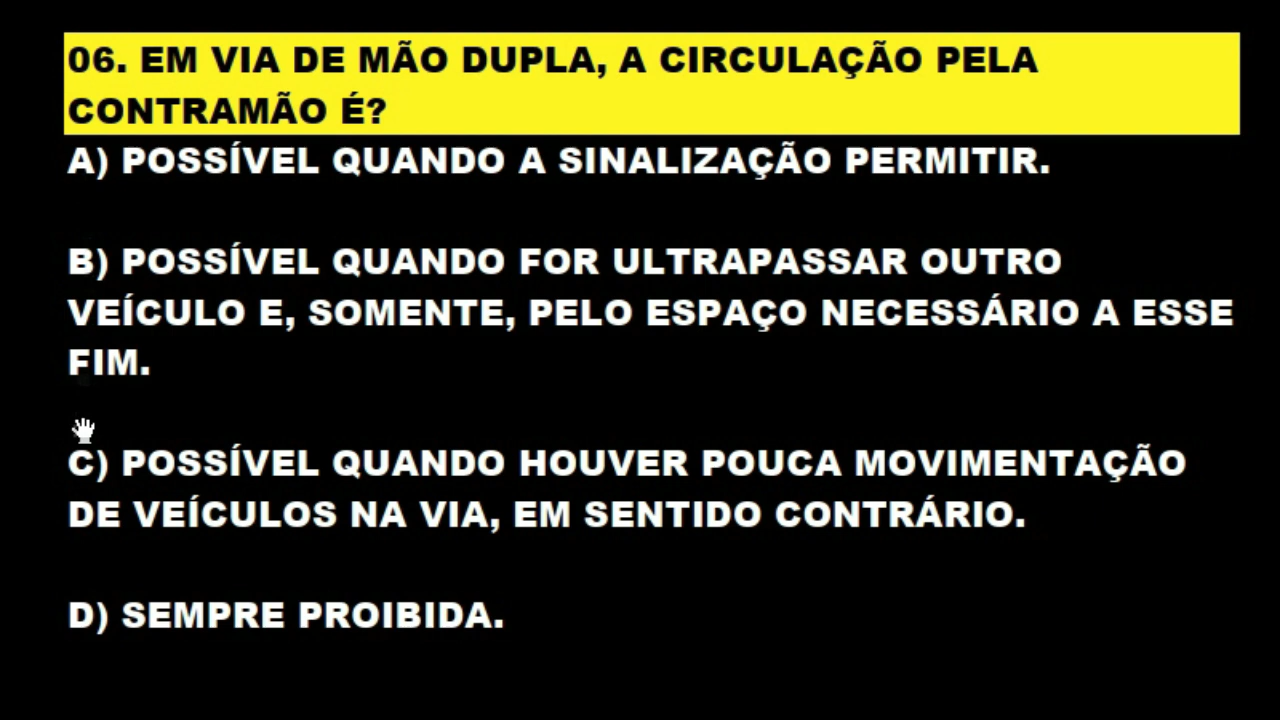 06. EM VIA DE MÃO DUPLA, A CIRCULAÇÃO PELA
CONTRAMÃO É?
A) POSSÍVEL QUANDO A SINALIZAÇÃO PERMITIR.
B) POSSÍVEL QUANDO FOR ULTRAPASSAR OUTRO
VEÍCULO E, SOMENTE, PELO ESPAÇO NECESSÁRIO A ESSE
FIM.
C) POSSÍVEL QUANDO HOUVER POUCA MOVIMENTAÇÃO
DE VEÍCULOS NA VIA, EM SENTIDO CONTRÁRIO.
D) SEMPRE PROIBIDA.